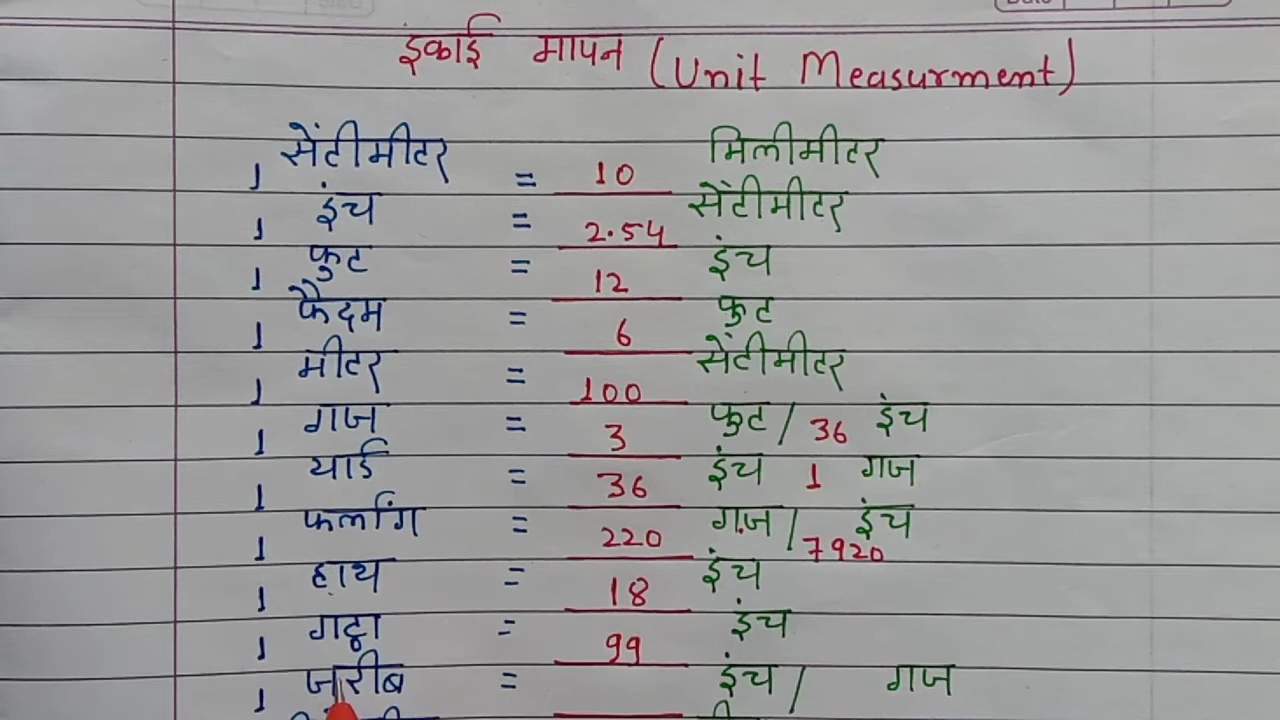 इकाई मापन (Unit Measurment)
1 सेंटीमीटर = 10 मिलीमीटर
1 इंच = 2.54 सेंटीमीटर
1 फुट = 12 इंच
1 फैदम = 6 फुट
1 मीटर = 100 सेंटीमीटर
1 गज = 3 फुट / 36 इंच
1 यार्ड = 36 इंच 1 गज
1 फर्लांग = 220 गज / 7920 इंच
1 हाथ = 18 इंच
1 गट्ठा = 99 इंच
1 जरीब = इंच / गज